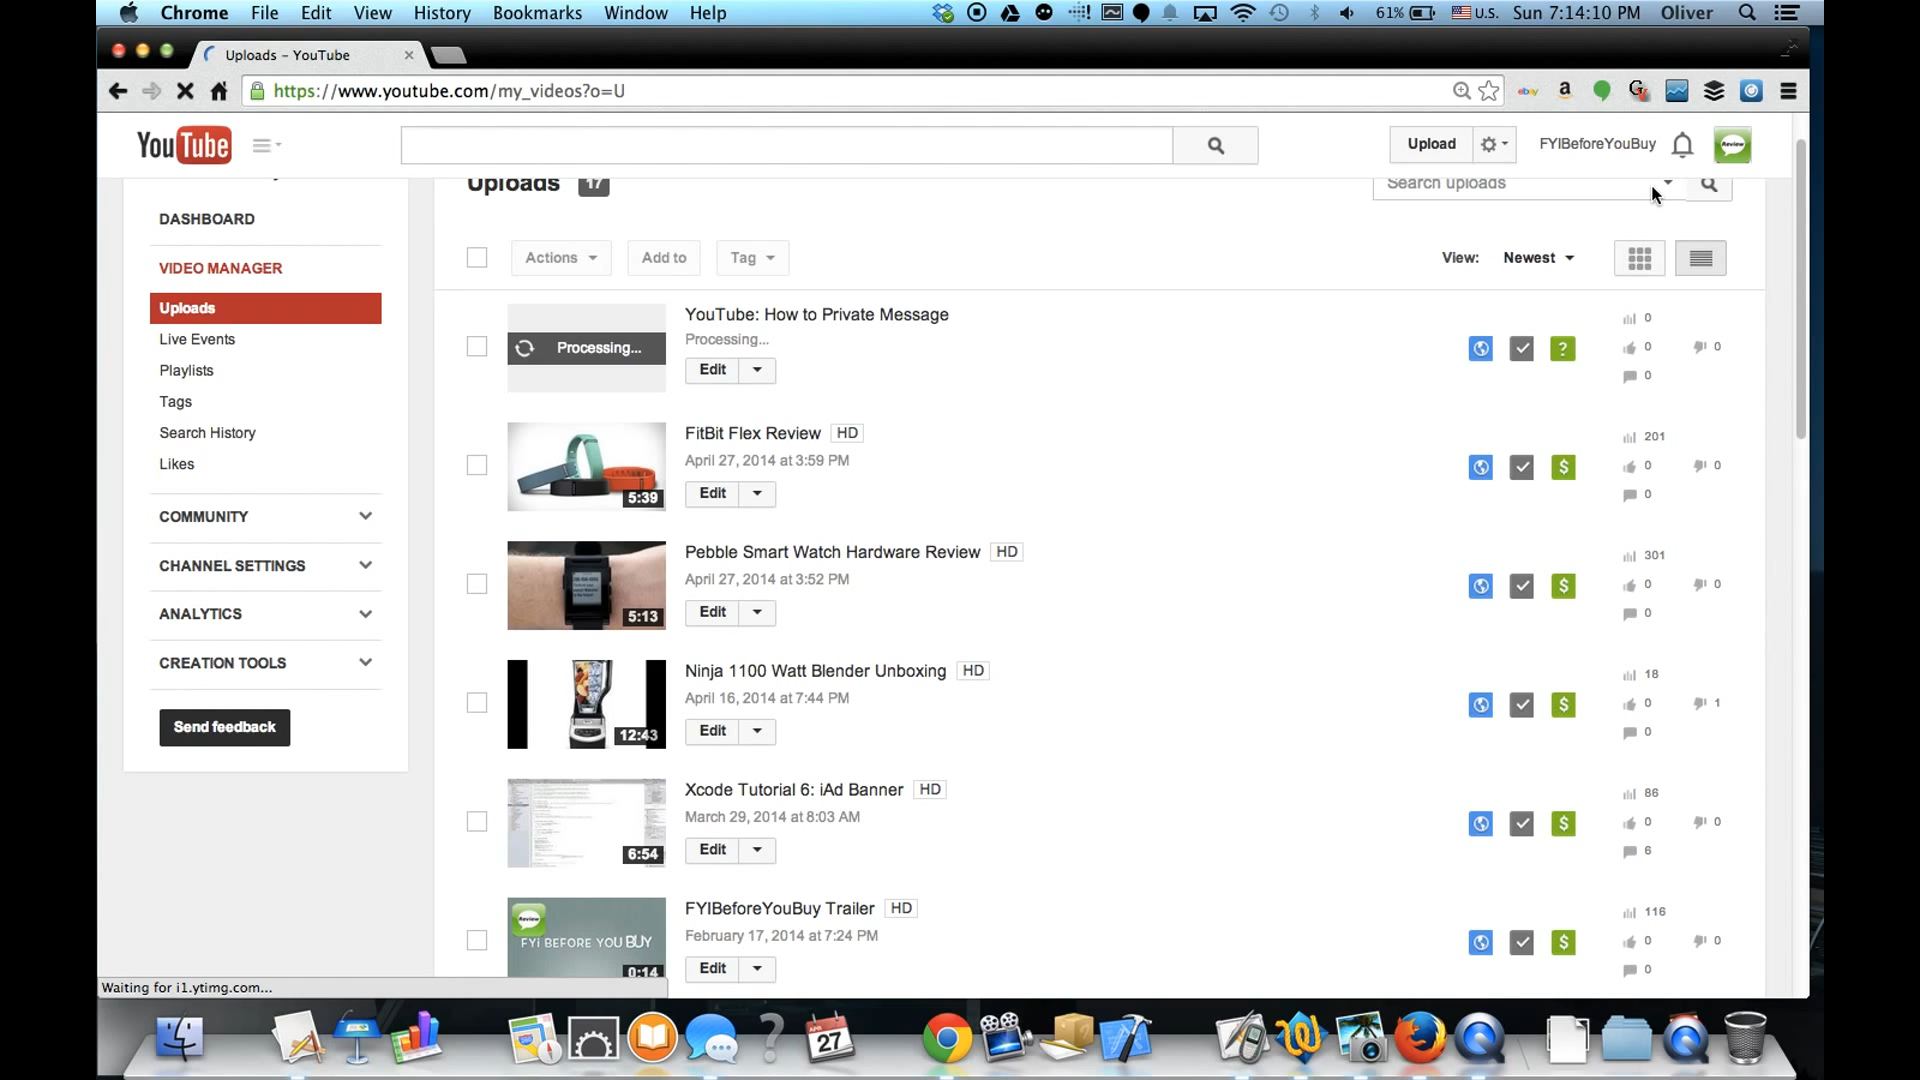 Chrome File Edit View History Bookmarks Window Help 61% U.S. Sun 7:14:10 PM Oliver
Uploads - YouTube
https://www.youtube.com/my_videos?o=U ebay a
YouTube Upload FYIBeforeYouBuy Review
Uploads 17 Search uploads
DASHBOARD
Actions Add to Tag View: Newest
VIDEO MANAGER
Uploads
Live Events
Playlists
Tags
Search History
Likes
COMMUNITY
CHANNEL SETTINGS
ANALYTICS
CREATION TOOLS
Send feedback
YouTube: How to Private Message
Processing...
Processing...
Edit
? 0
0 0
0
FitBit Flex Review HD
April 27, 2014 at 3:59 PM
5:39
Edit
$ 201
0 0
0
Pebble Smart Watch Hardware Review HD
April 27, 2014 at 3:52 PM
5:13
Edit
$ 301
0 0
0
Ninja 1100 Watt Blender Unboxing HD
April 16, 2014 at 7:44 PM
12:43
Edit
$ 18
0 1
0
Xcode Tutorial 6: iAd Banner HD
March 29, 2014 at 8:03 AM
6:54
Edit
$ 86
0 0
6
FYIBeforeYouBuy Trailer HD
February 17, 2014 at 7:24 PM
Review
FYi BEFORE YOU BUY
0:14
Edit
$ 116
0 0
0
Waiting for i1.ytimg.com...
APR
27